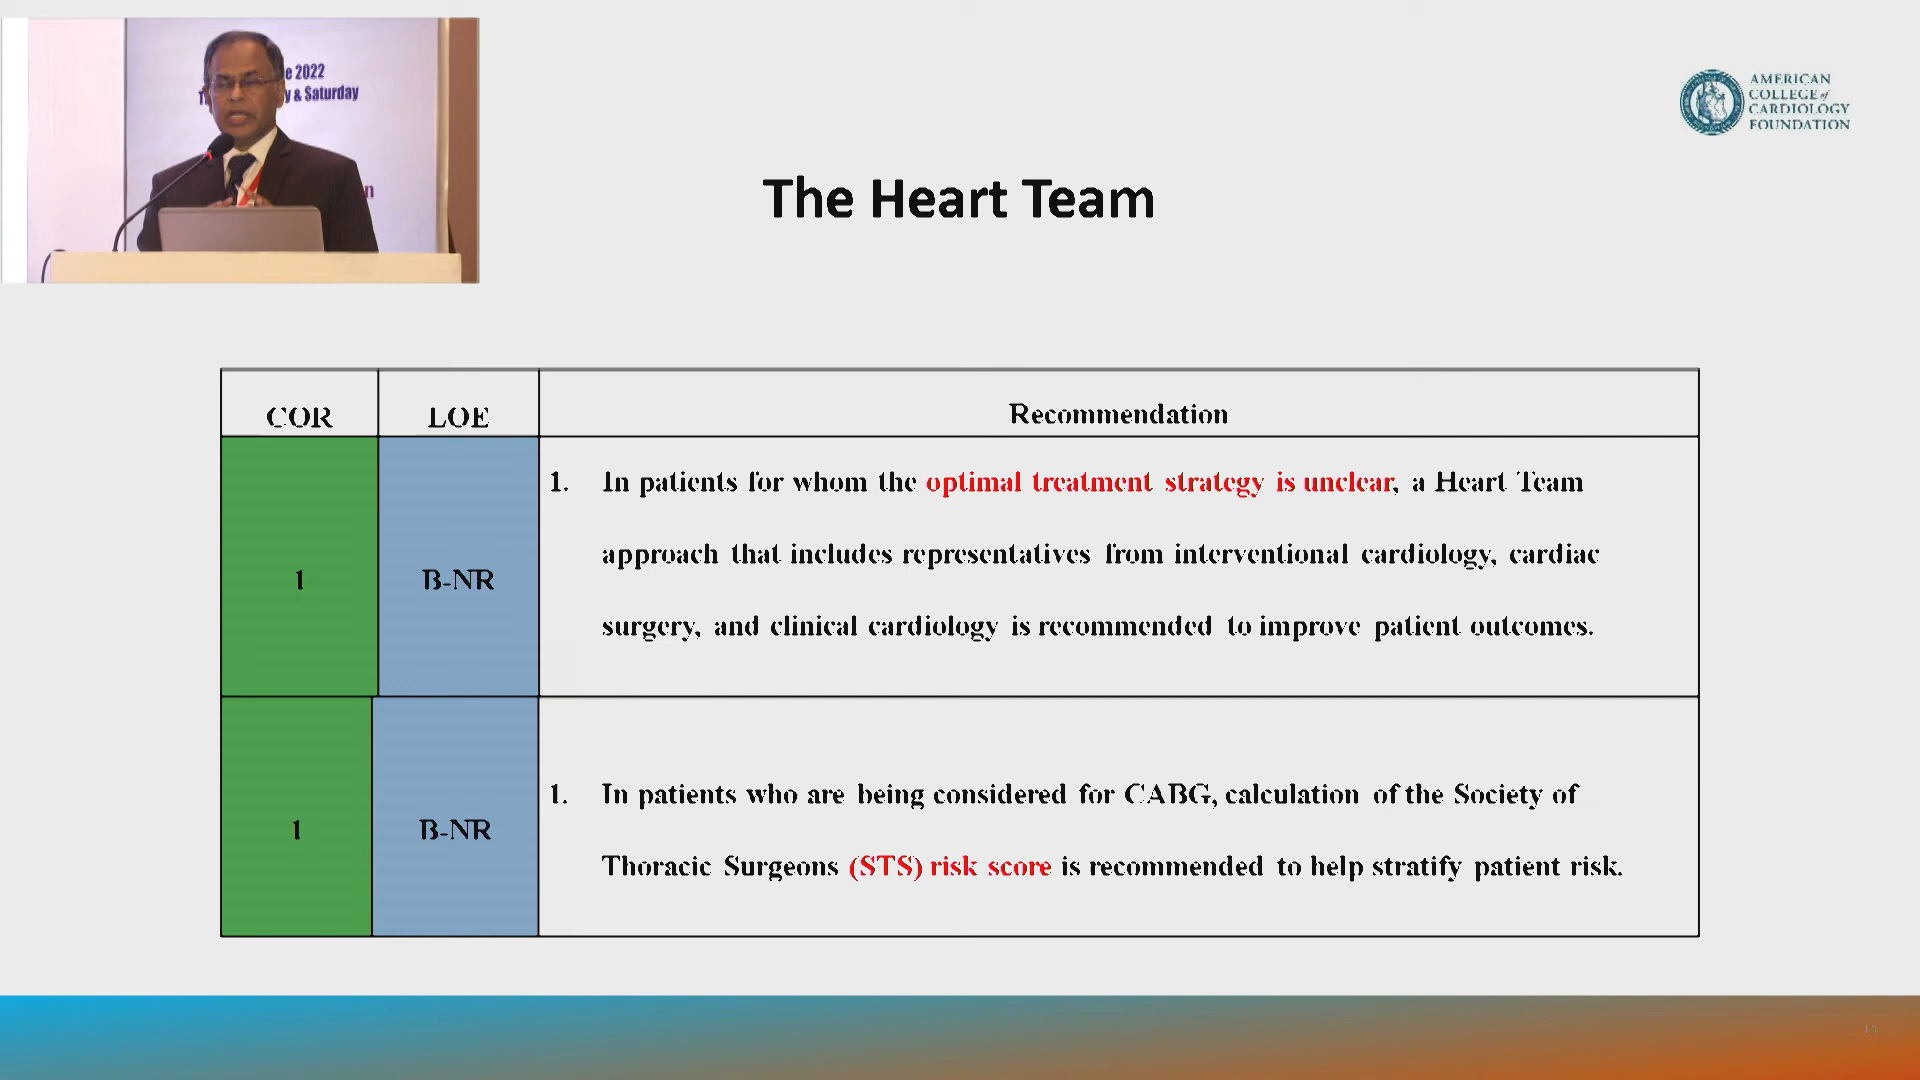 e 2022
y & Saturday
AMERICAN
COLLEGE of
CARDIOLOGY
FOUNDATION
The Heart Team
COR LOE Recommendation
1 B-NR 1. In patients for whom the optimal treatment strategy is unclear, a Heart Team
approach that includes representatives from interventional cardiology, cardiac
surgery, and clinical cardiology is recommended to improve patient outcomes.
1 B-NR 1. In patients who are being considered for CABG, calculation of the Society of
Thoracic Surgeons (STS) risk score is recommended to help stratify patient risk.